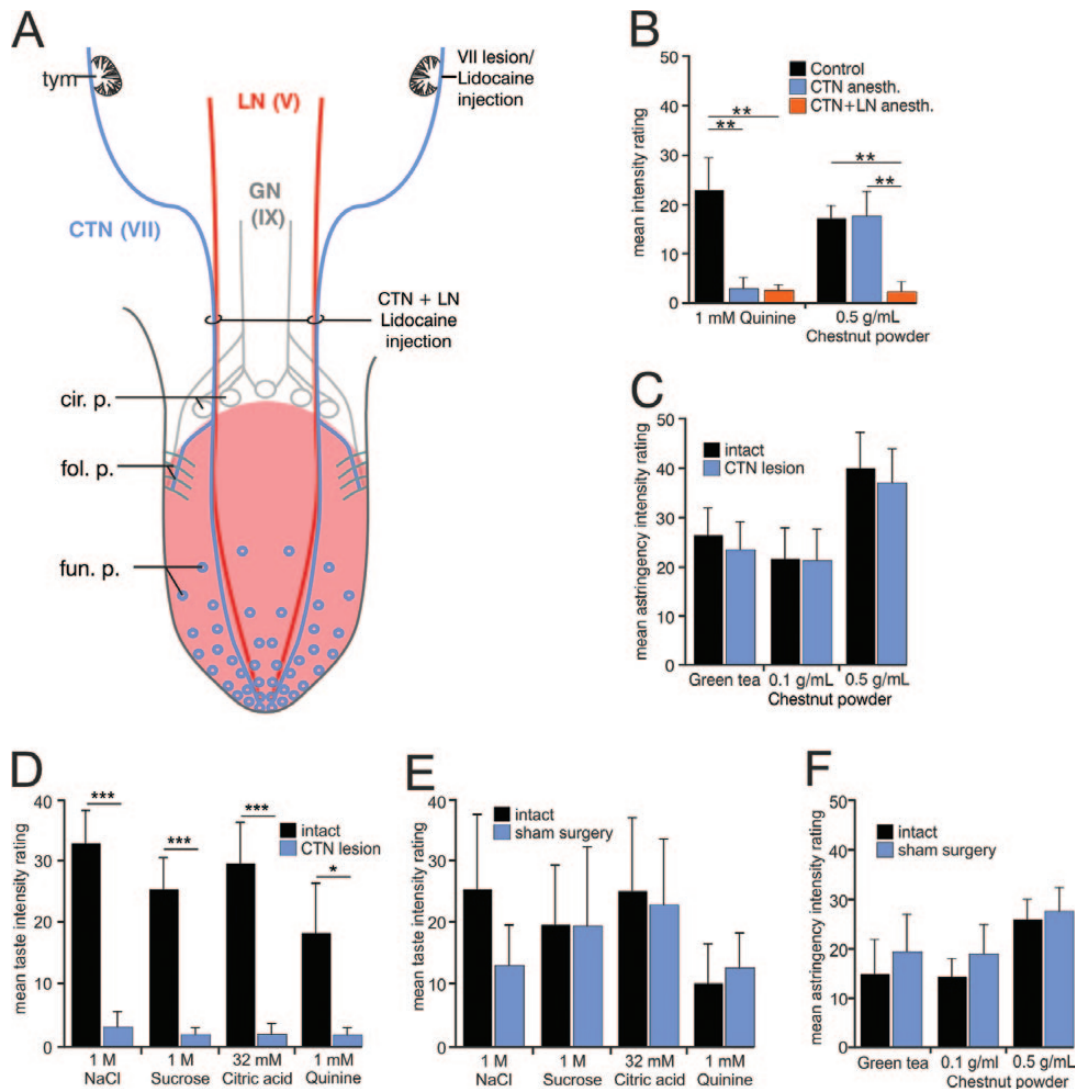 A
tym
VII lesion/
Lidocaine
injection
LN (V)
GN
(IX)
CTN (VII)
CTN + LN
Lidocaine
injection
cir. p.
fol. p.
fun. p.
B
mean intensity rating
50
40
30
20
10
0
Control
CTN anesth.
CTN+LN anesth.
**
**
**
**
1 mM Quinine
0.5 g/mL
Chestnut powder
C
mean astringency intensity rating
50
40
30
20
10
0
intact
CTN lesion
Green tea
0.1 g/mL
0.5 g/mL
Chestnut powder
D
mean taste intensity rating
40
30
20
10
0
intact
CTN lesion
***
***
***
*
1 M
NaCl
1 M
Sucrose
32 mM
Citric acid
1 mM
Quinine
E
mean taste intensity rating
40
30
20
10
0
intact
sham surgery
1 M
NaCl
1 M
Sucrose
32 mM
Citric acid
1 mM
Quinine
F
mean astringency intensity rating
50
40
30
20
10
0
intact
sham surgery
Green tea
0.1 g/ml
0.5 g/mL
Chestnut powder